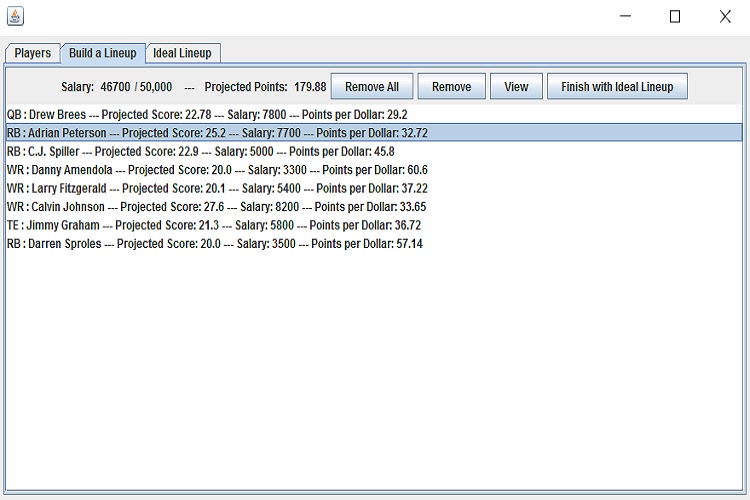 Players Build a Lineup Ideal Lineup
Salary: 46700 / 50,000 --- Projected Points: 179.88 Remove All Remove View Finish with Ideal Lineup
QB : Drew Brees --- Projected Score: 22.78 --- Salary: 7800 --- Points per Dollar: 29.2
RB : Adrian Peterson --- Projected Score: 25.2 --- Salary: 7700 --- Points per Dollar: 32.72
RB : C.J. Spiller --- Projected Score: 22.9 --- Salary: 5000 --- Points per Dollar: 45.8
WR : Danny Amendola --- Projected Score: 20.0 --- Salary: 3300 --- Points per Dollar: 60.6
WR : Larry Fitzgerald --- Projected Score: 20.1 --- Salary: 5400 --- Points per Dollar: 37.22
WR : Calvin Johnson --- Projected Score: 27.6 --- Salary: 8200 --- Points per Dollar: 33.65
TE : Jimmy Graham --- Projected Score: 21.3 --- Salary: 5800 --- Points per Dollar: 36.72
RB : Darren Sproles --- Projected Score: 20.0 --- Salary: 3500 --- Points per Dollar: 57.14